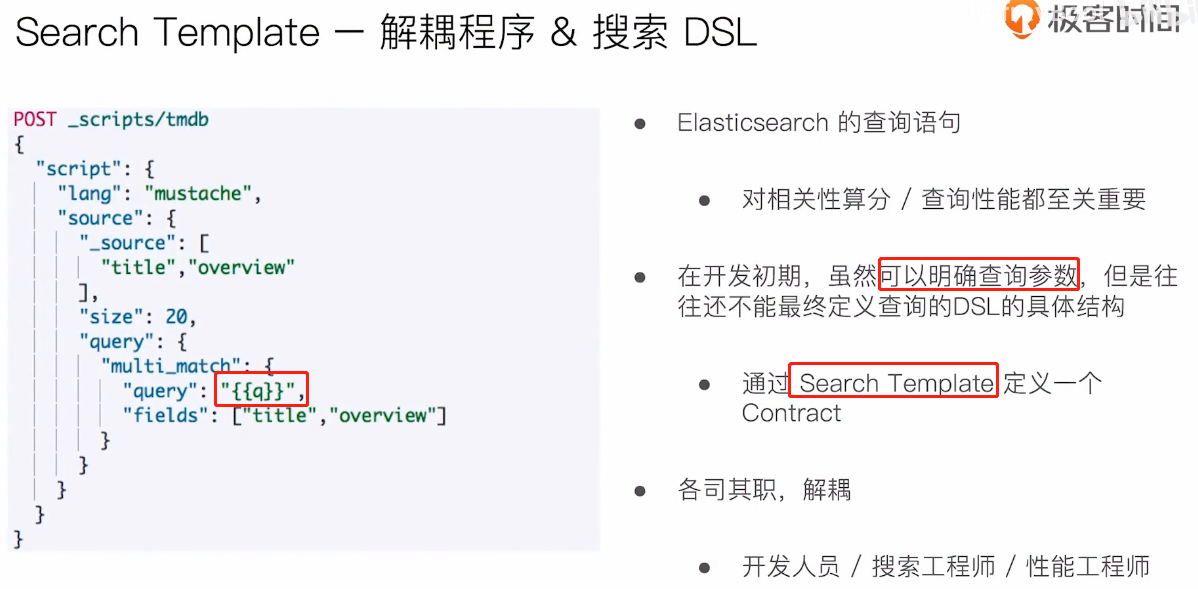 Search Template – 解耦程序 & 搜索 DSL
极客时间
POST _scripts/tmdb
{
"script": {
"lang": "mustache",
"source": {
"_source": [
"title","overview"
],
"size": 20,
"query": {
"multi_match": {
"query": "{{q}}",
"fields": ["title","overview"]
}
}
}
}
}
● Elasticsearch 的查询语句
● 对相关性算分 / 查询性能都至关重要
● 在开发初期，虽然可以明确查询参数，但是往
往还不能最终定义查询的DSL的具体结构
● 通过 Search Template 定义一个
Contract
● 各司其职，解耦
● 开发人员 / 搜索工程师 / 性能工程师